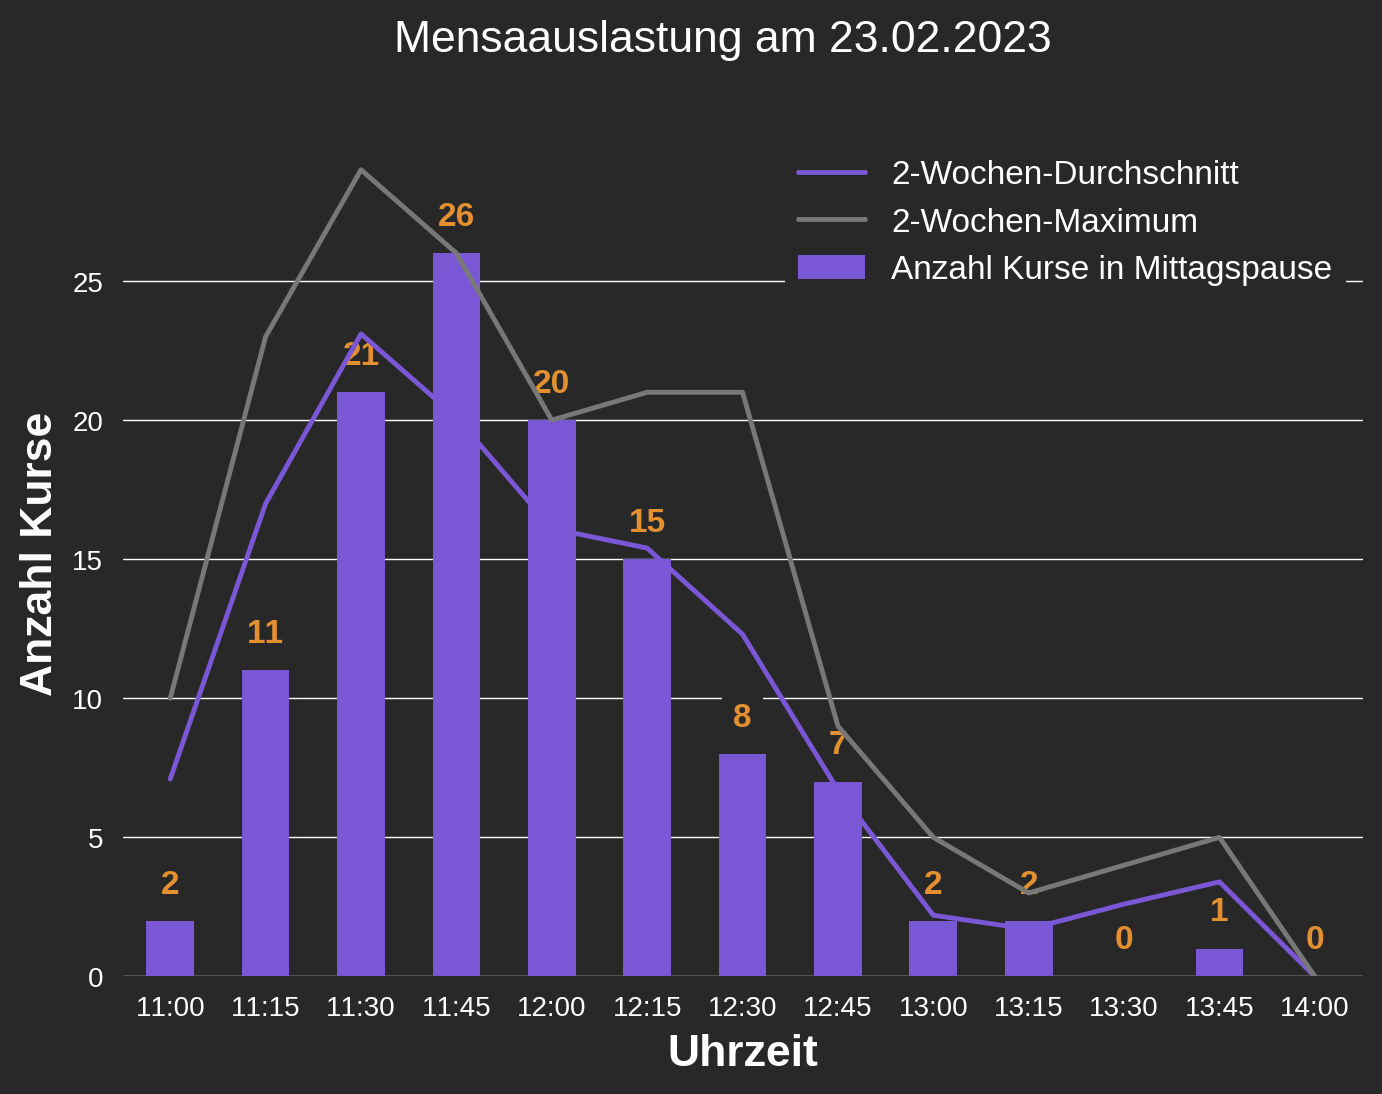 Mensaauslastung am 23.02.2023
2-Wochen-Durchschnitt
2-Wochen-Maximum
Anzahl Kurse in Mittagspause
Anzahl Kurse
25
20
15
10
5
0
2
11
21
26
20
15
8
7
2
2
0
1
0
11:00 11:15 11:30 11:45 12:00 12:15 12:30 12:45 13:00 13:15 13:30 13:45 14:00
Uhrzeit